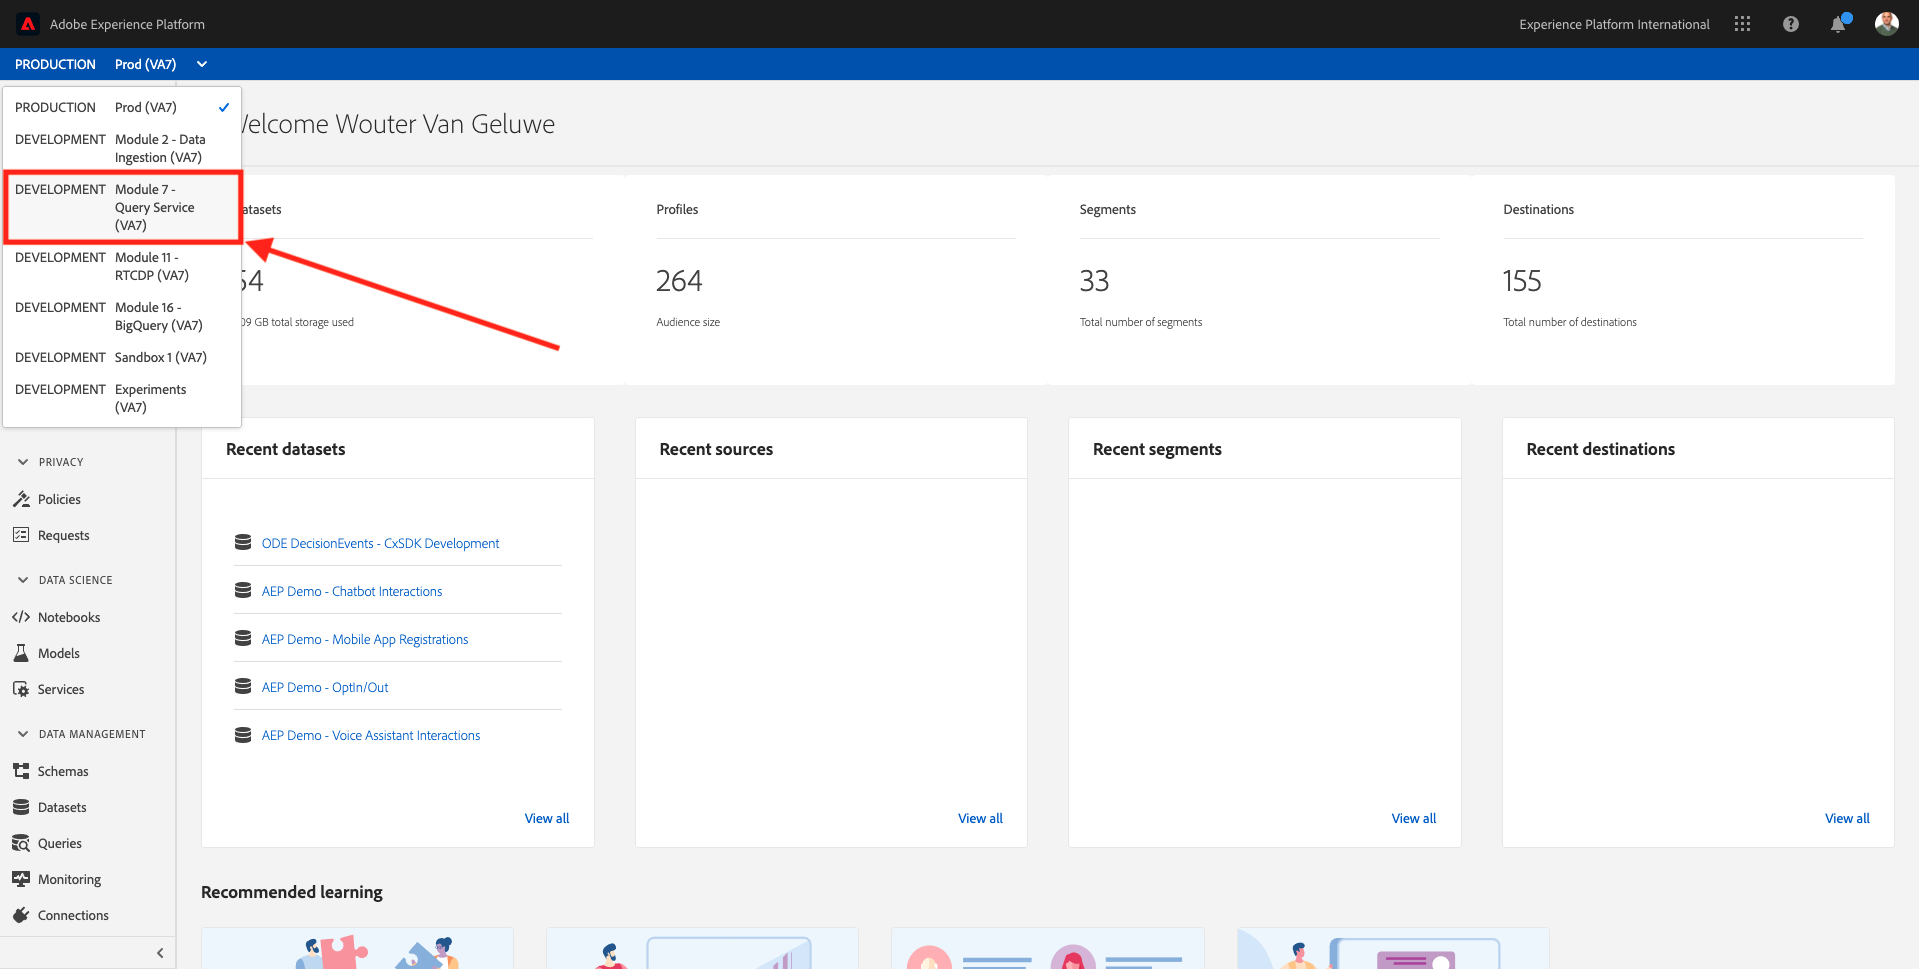 Adobe Experience Platform
Experience Platform International
PRODUCTION Prod (VA7)
PRODUCTION Prod (VA7)
DEVELOPMENT Module 2 - Data
Ingestion (VA7)
DEVELOPMENT Module 7 -
Query Service
(VA7)
DEVELOPMENT Module 11 -
RTCDP (VA7)
DEVELOPMENT Module 16 -
BigQuery (VA7)
DEVELOPMENT Sandbox 1 (VA7)
DEVELOPMENT Experiments
(VA7)
PRIVACY
Policies
Requests
DATA SCIENCE
Notebooks
Models
Services
DATA MANAGEMENT
Schemas
Datasets
Queries
Monitoring
Connections
Welcome Wouter Van Geluwe
atasets
54
09 GB total storage used
Profiles
264
Audience size
Segments
33
Total number of segments
Destinations
155
Total number of destinations
Recent datasets
ODE DecisionEvents - CxSDK Development
AEP Demo - Chatbot Interactions
AEP Demo - Mobile App Registrations
AEP Demo - OptIn/Out
AEP Demo - Voice Assistant Interactions
View all
Recent sources
View all
Recent segments
View all
Recent destinations
View all
Recommended learning